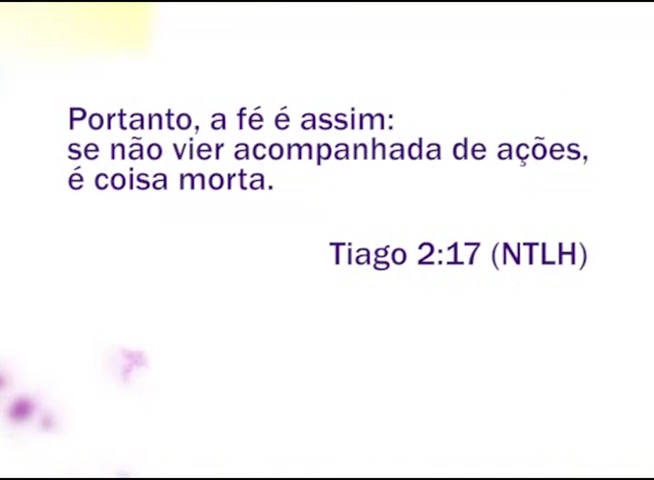 Portanto, a fé é assim:
se não vier acompanhada de ações,
é coisa morta.
Tiago 2:17 (NTLH)